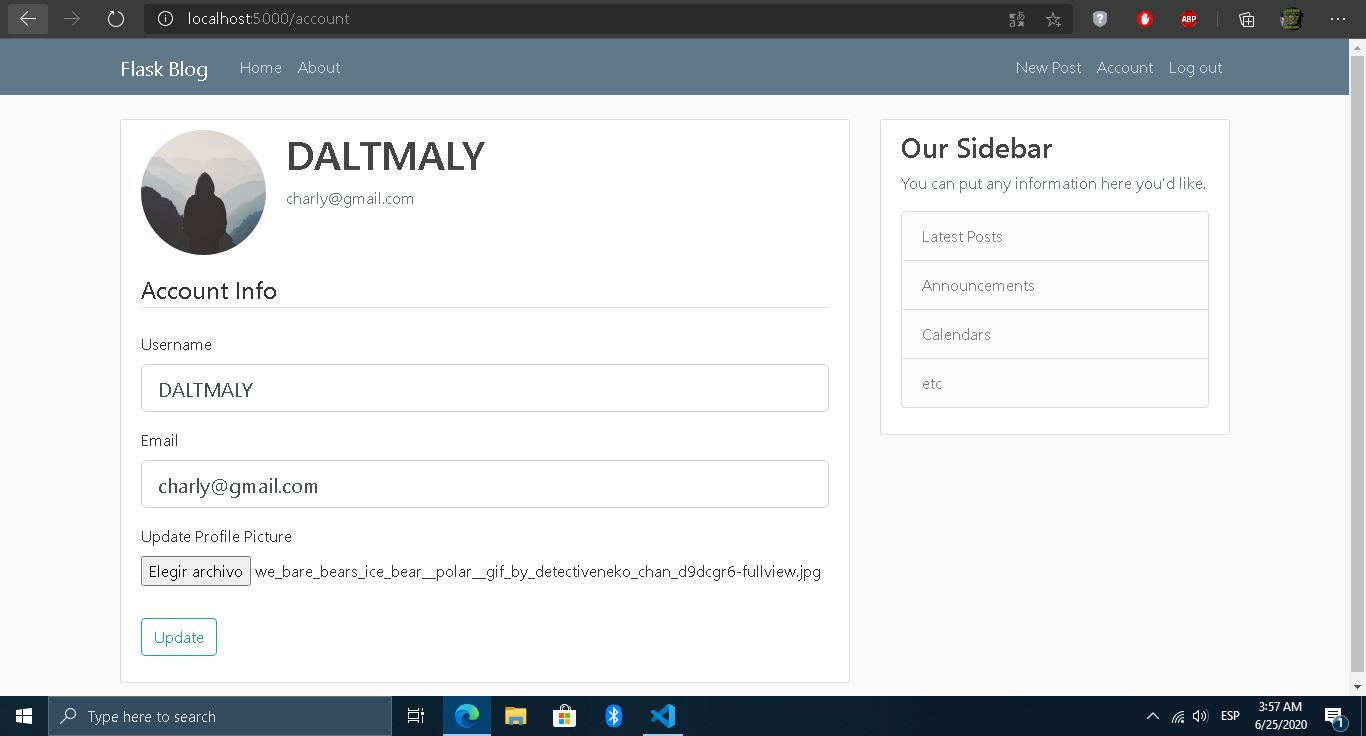 localhost:5000/account
ABP
Flask Blog Home About New Post Account Log out
DALTMALY
charly@gmail.com
Account Info
Username
DALTMALY
Email
charly@gmail.com
Update Profile Picture
Elegir archivo we_bare_bears_ice_bear__polar__gif_by_detectiveneko_chan_d9dcgr6-fullview.jpg
Update
Our Sidebar
You can put any information here you'd like.
Latest Posts
Announcements
Calendars
etc
Type here to search
ESP
3:57 AM
6/25/2020
1